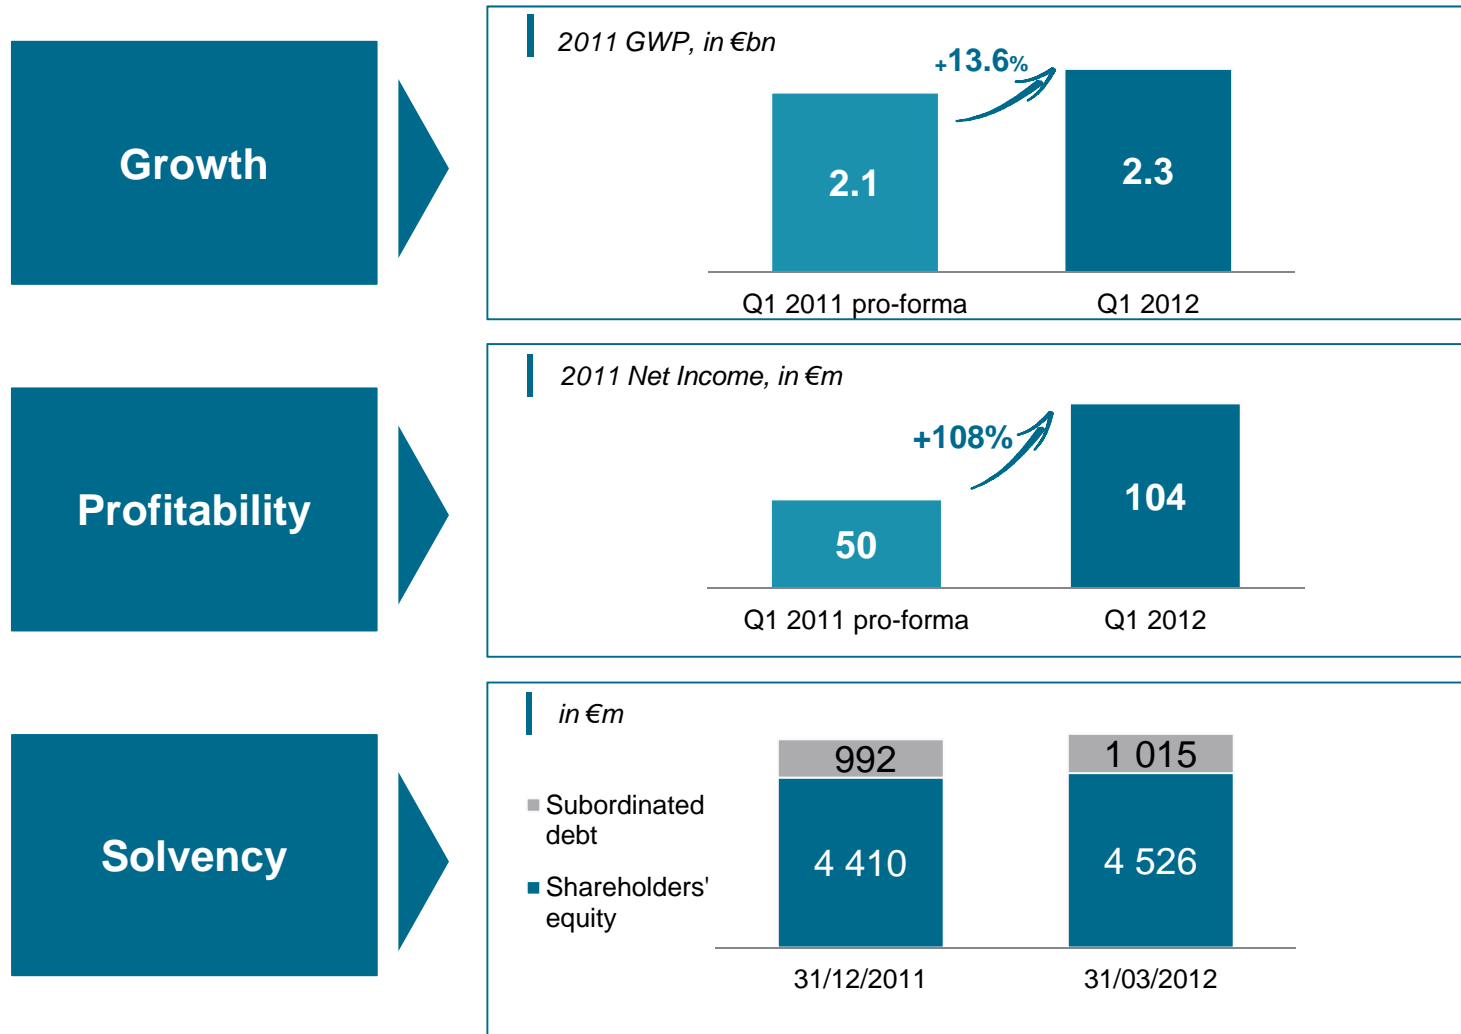 Growth
2011 GWP, in €bn
+13.6%
2.1
2.3
Q1 2011 pro-forma
Q1 2012
Profitability
2011 Net Income, in €m
+108%
50
104
Q1 2011 pro-forma
Q1 2012
Solvency
in €m
Subordinated
debt
Shareholders'
equity
992
1 015
4 410
4 526
31/12/2011
31/03/2012